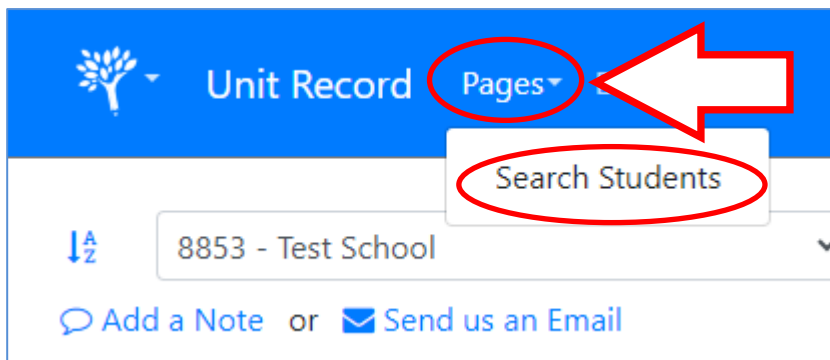 Unit Record Pages
Search Students
8853 - Test School
Add a Note or Send us an Email